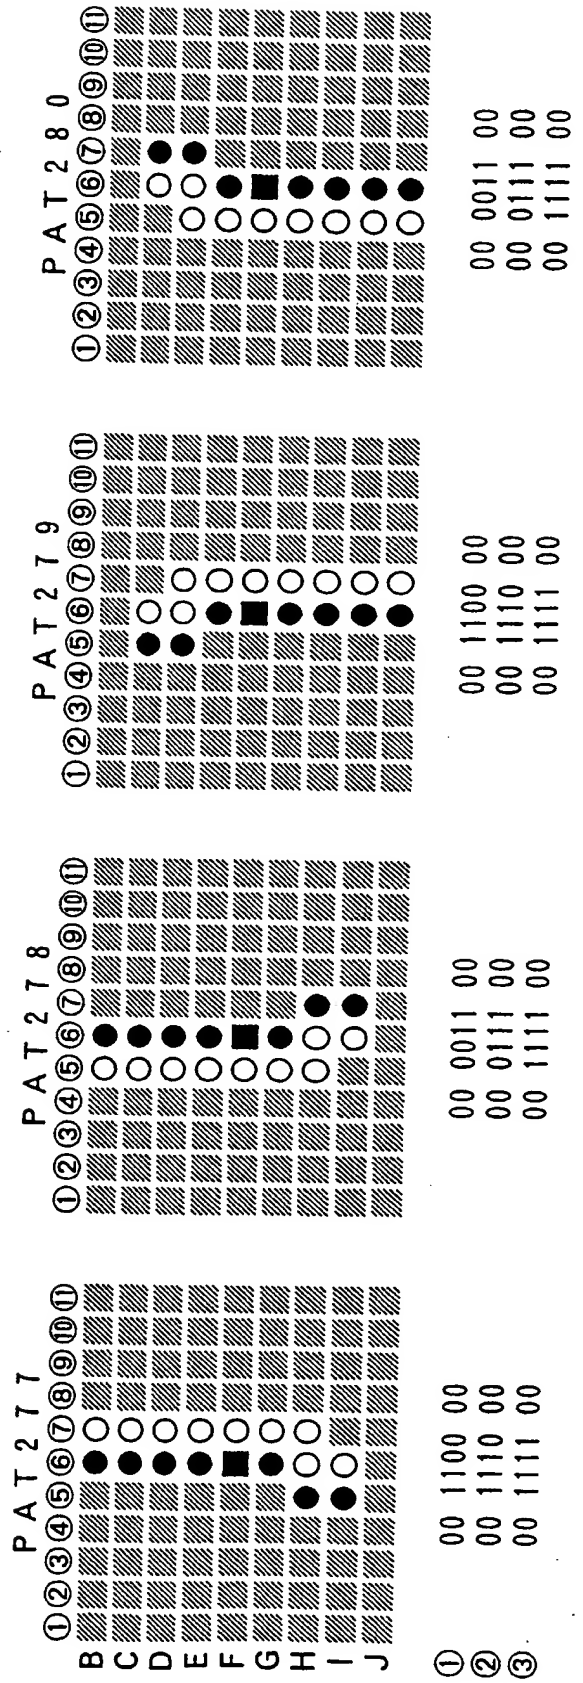 PAT277 PAT278 PAT279 PAT280
①②③④⑤⑥⑦⑧⑨⑩⑪ ①②③④⑤⑥⑦⑧⑨⑩⑪ ①②③④⑤⑥⑦⑧⑨⑩⑪ ①②③④⑤⑥⑦⑧⑨⑩⑪
B
C
D
E
F
G
H
I
J
① 00 1100 00 00 0011 00 00 1100 00 00 0011 00
② 00 1110 00 00 0111 00 00 1110 00 00 0111 00
③ 00 1111 00 00 1111 00 00 1111 00 00 1111 00